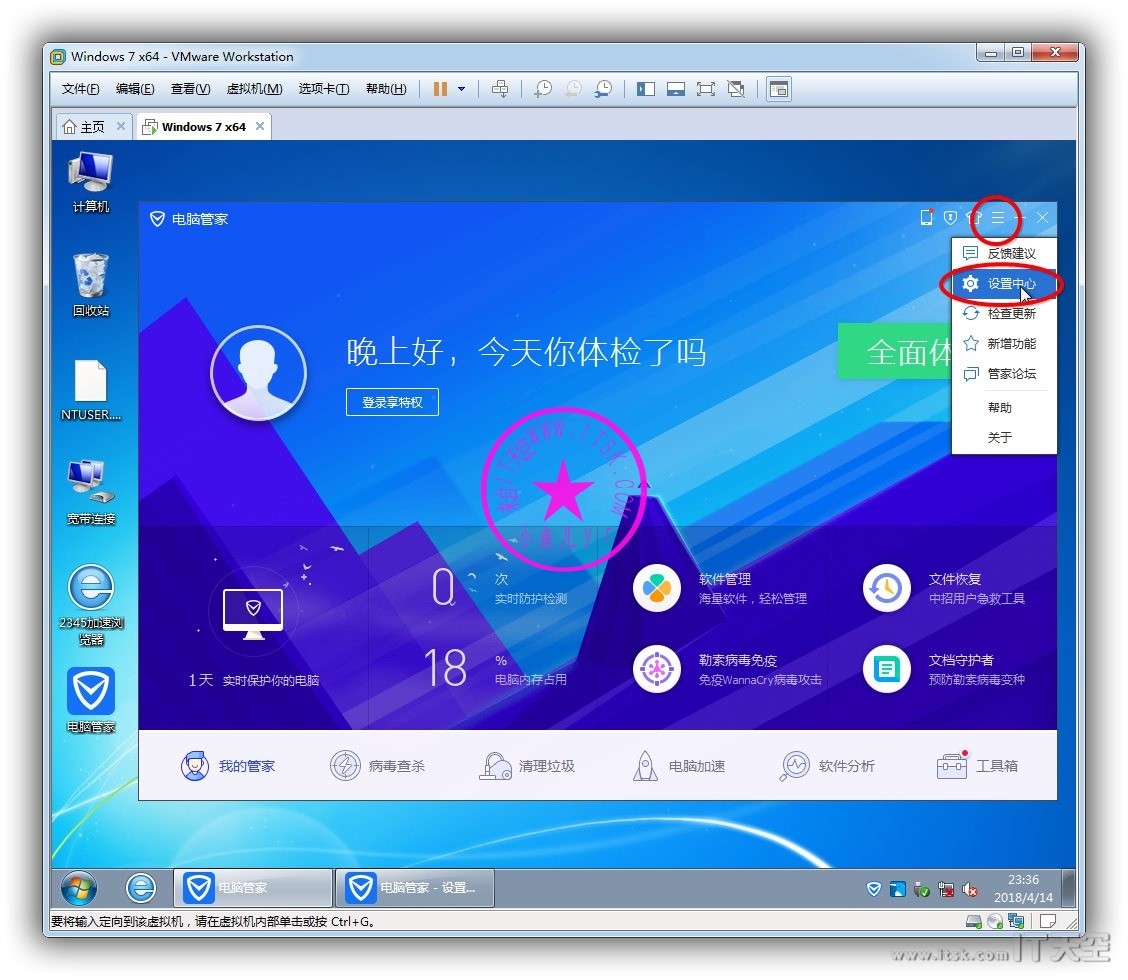 Windows 7 x64 - VMware Workstation
文件(F) 编辑(E) 查看(V) 虚拟机(M) 选项卡(T) 帮助(H)
主页
Windows 7 x64
计算机
回收站
NTUSER....
宽带连接
2345加速浏
览器
电脑管家
电脑管家
反馈建议
设置中心
检查更新
新增功能
管家论坛
帮助
关于
晚上好，今天你体检了吗
登录享特权
全面体
WWW.ITSK.COM
1天 实时保护你的电脑
0 次
实时防护检测
18 %
电脑内存占用
软件管理
海量软件，轻松管理
文件恢复
中招用户急救工具
勒索病毒免疫
免疫WannaCry病毒攻击
文档守护者
预防勒索病毒变种
我的管家
病毒查杀
清理垃圾
电脑加速
软件分析
工具箱
电脑管家
电脑管家 - 设置...
23:36
2018/4/14
要将输入定向到该虚拟机，请在虚拟机内部单击或按 Ctrl+G。
www.itsk.com IT天空